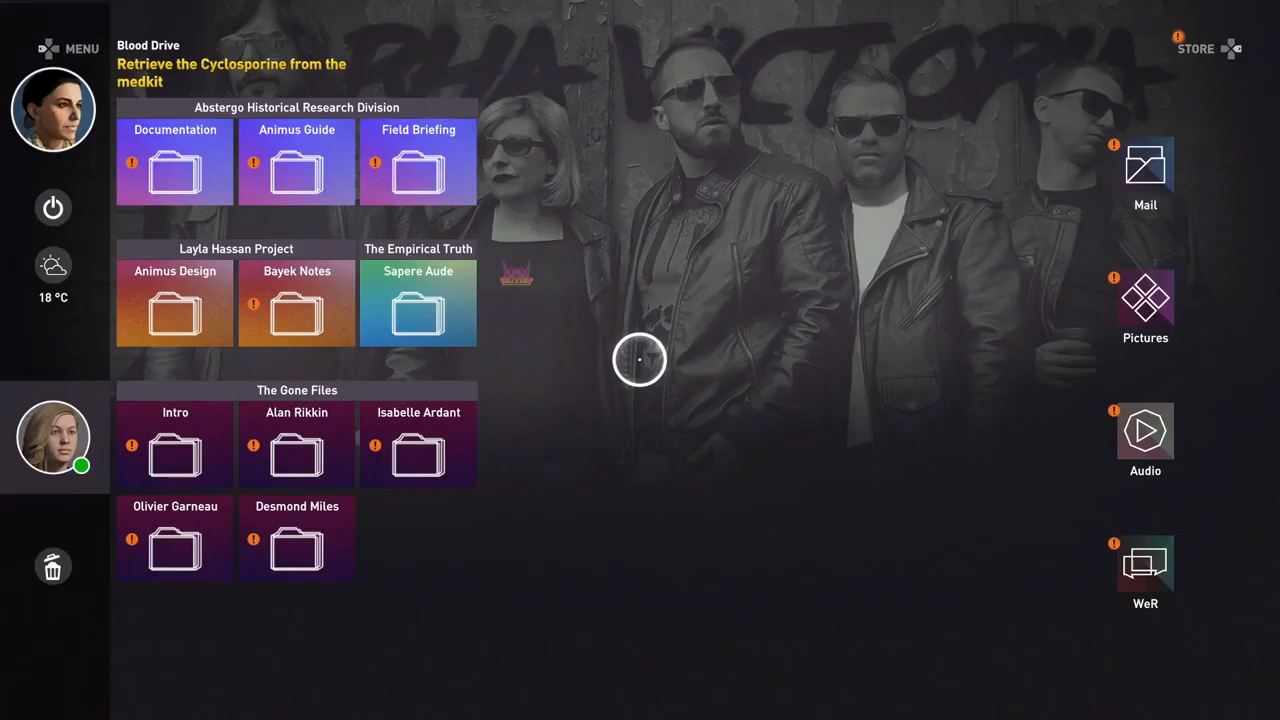 MENU
Blood Drive
Retrieve the Cyclosporine from the
medkit
STORE
Abstergo Historical Research Division
Documentation
Animus Guide
Field Briefing
Layla Hassan Project
The Empirical Truth
Animus Design
Bayek Notes
Sapere Aude
The Gone Files
Intro
Alan Rikkin
Isabelle Ardant
Olivier Garneau
Desmond Miles
18 °C
Mail
Pictures
Audio
WeR